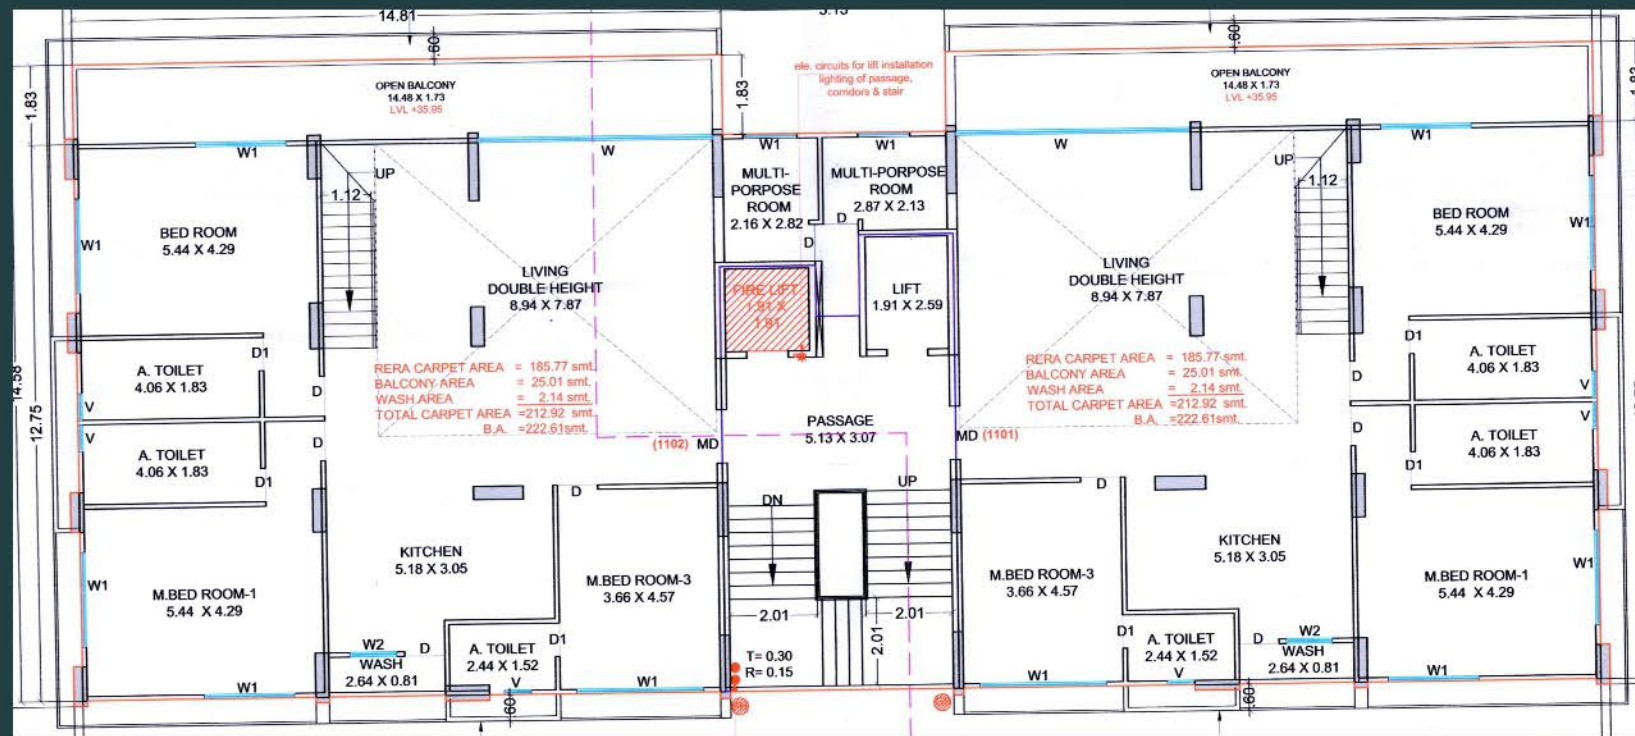 14.81
.60
.60
ele. circuits for lift installation
lighting of passage,
corridors & stair
OPEN BALCONY
14.48 X 1.73
LVL +35.95
OPEN BALCONY
14.48 X 1.73
LVL +35.95
1.83
1.83
W1
W
W1
W1
W
W1
UP
1.12
MULTI-
PORPOSE
ROOM
2.16 X 2.82
MULTI-PORPOSE
ROOM
2.87 X 2.13
UP
1.12
D
D
BED ROOM
5.44 X 4.29
W1
BED ROOM
5.44 X 4.29
W1
LIVING
DOUBLE HEIGHT
8.94 X 7.87
FIRE LIFT
1.91 X
1.91
LIFT
1.91 X 2.59
LIVING
DOUBLE HEIGHT
8.94 X 7.87
RERA CARPET AREA = 185.77 smt.
BALCONY AREA = 25.01 smt.
WASH AREA = 2.14 smt.
TOTAL CARPET AREA =212.92 smt.
B.A. =222.61smt.
RERA CARPET AREA = 185.77 smt.
BALCONY AREA = 25.01 smt.
WASH AREA = 2.14 smt.
TOTAL CARPET AREA =212.92 smt.
B.A. =222.61smt.
D1
A. TOILET
4.06 X 1.83
D
V
D1
A. TOILET
4.06 X 1.83
D
V
14.58
12.75
V
A. TOILET
4.06 X 1.83
D
D1
V
A. TOILET
4.06 X 1.83
D
D1
PASSAGE
5.13 X 3.07
(1102) MD
MD (1101)
D
D
DN
UP
KITCHEN
5.18 X 3.05
KITCHEN
5.18 X 3.05
M.BED ROOM-1
5.44 X 4.29
W1
M.BED ROOM-3
3.66 X 4.57
M.BED ROOM-3
3.66 X 4.57
M.BED ROOM-1
5.44 X 4.29
W1
2.01
2.01
2.01
T= 0.30
R= 0.15
W2
D
WASH
2.64 X 0.81
A. TOILET
2.44 X 1.52
D1
V
W1
W1
.60
D1
A. TOILET
2.44 X 1.52
V
D
W2
WASH
2.64 X 0.81
W1
W1
.60